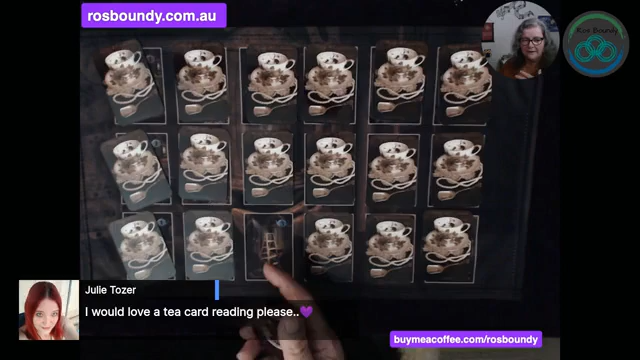 rosboundy.com.au
Ros Boundy
Julie Tozer
I would love a tea card reading please..💜
buymeacoffee.com/rosboundy